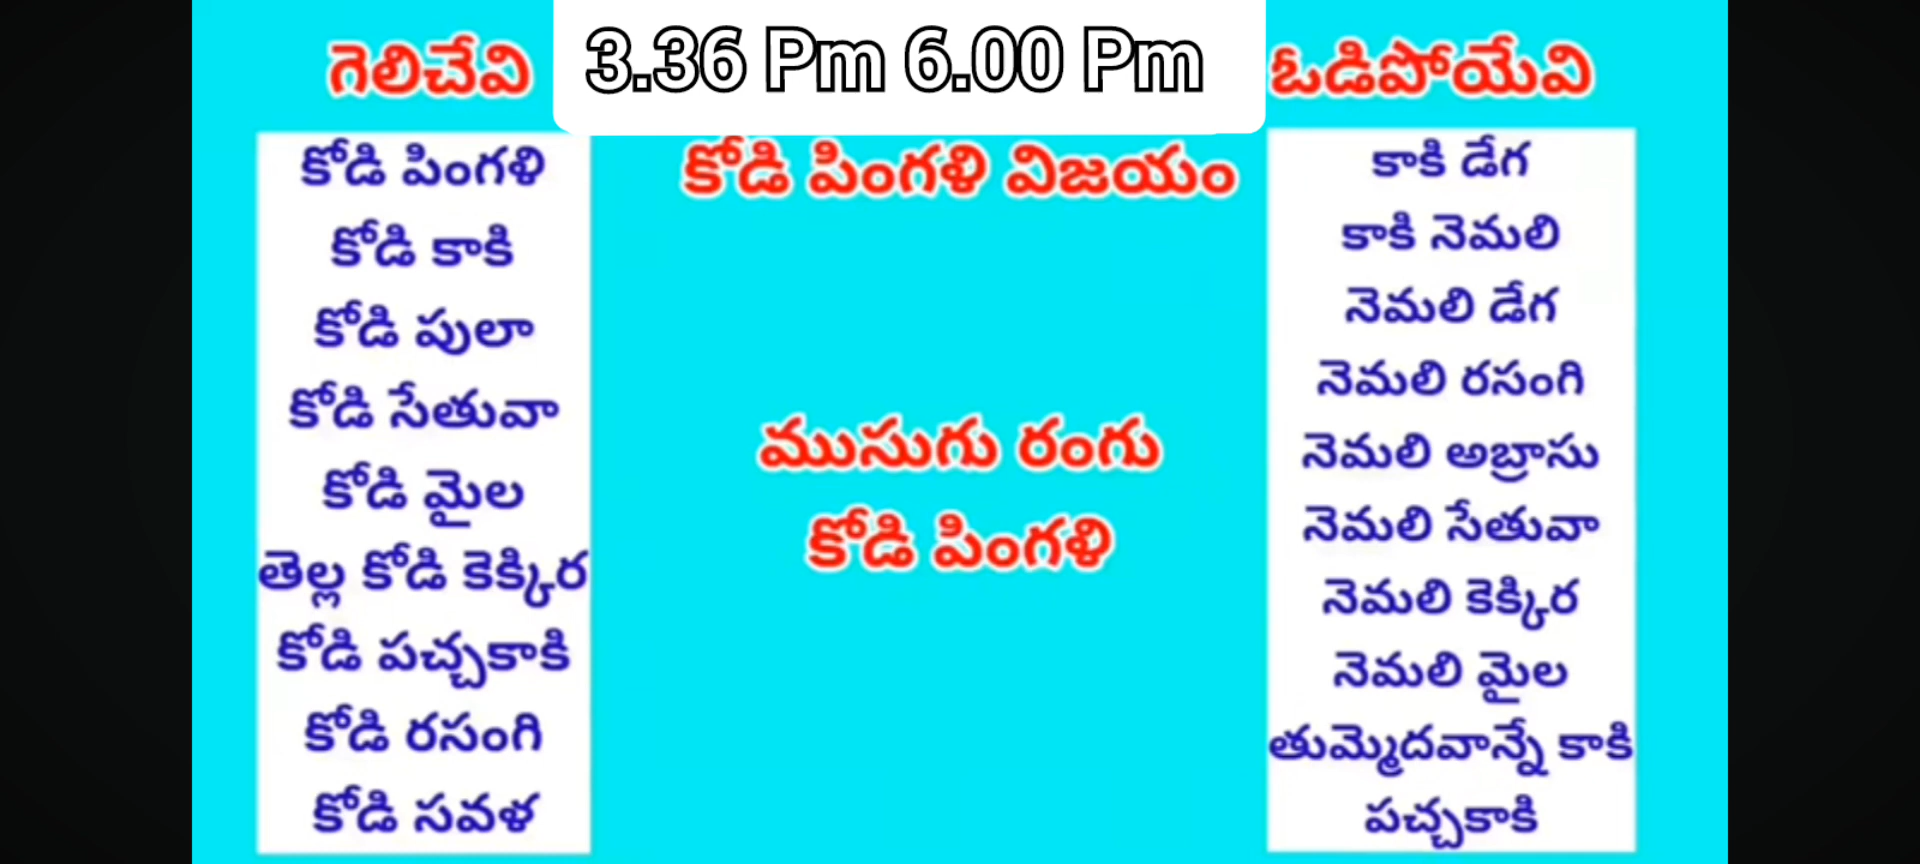 3.36 Pm 6.00 Pm
గెలిచేవి
కోడి పింగళి
కోడి కాకి
కోడి పులా
కోడి సేతువా
కోడి మైల
తెల్ల కోడి కెక్కిర
కోడి పచ్చకాకి
కోడి రసంగి
కోడి సవళ
కోడి పింగళి విజయం
ముసుగు రంగు
కోడి పింగళి
ఓడిపోయేవి
కాకి డేగ
కాకి నెమలి
నెమలి డేగ
నెమలి రసంగి
నెమలి అబ్రాసు
నెమలి సేతువా
నెమలి కెక్కిర
నెమలి మైల
తుమ్మెదవాన్నే కాకి
పచ్చకాకి